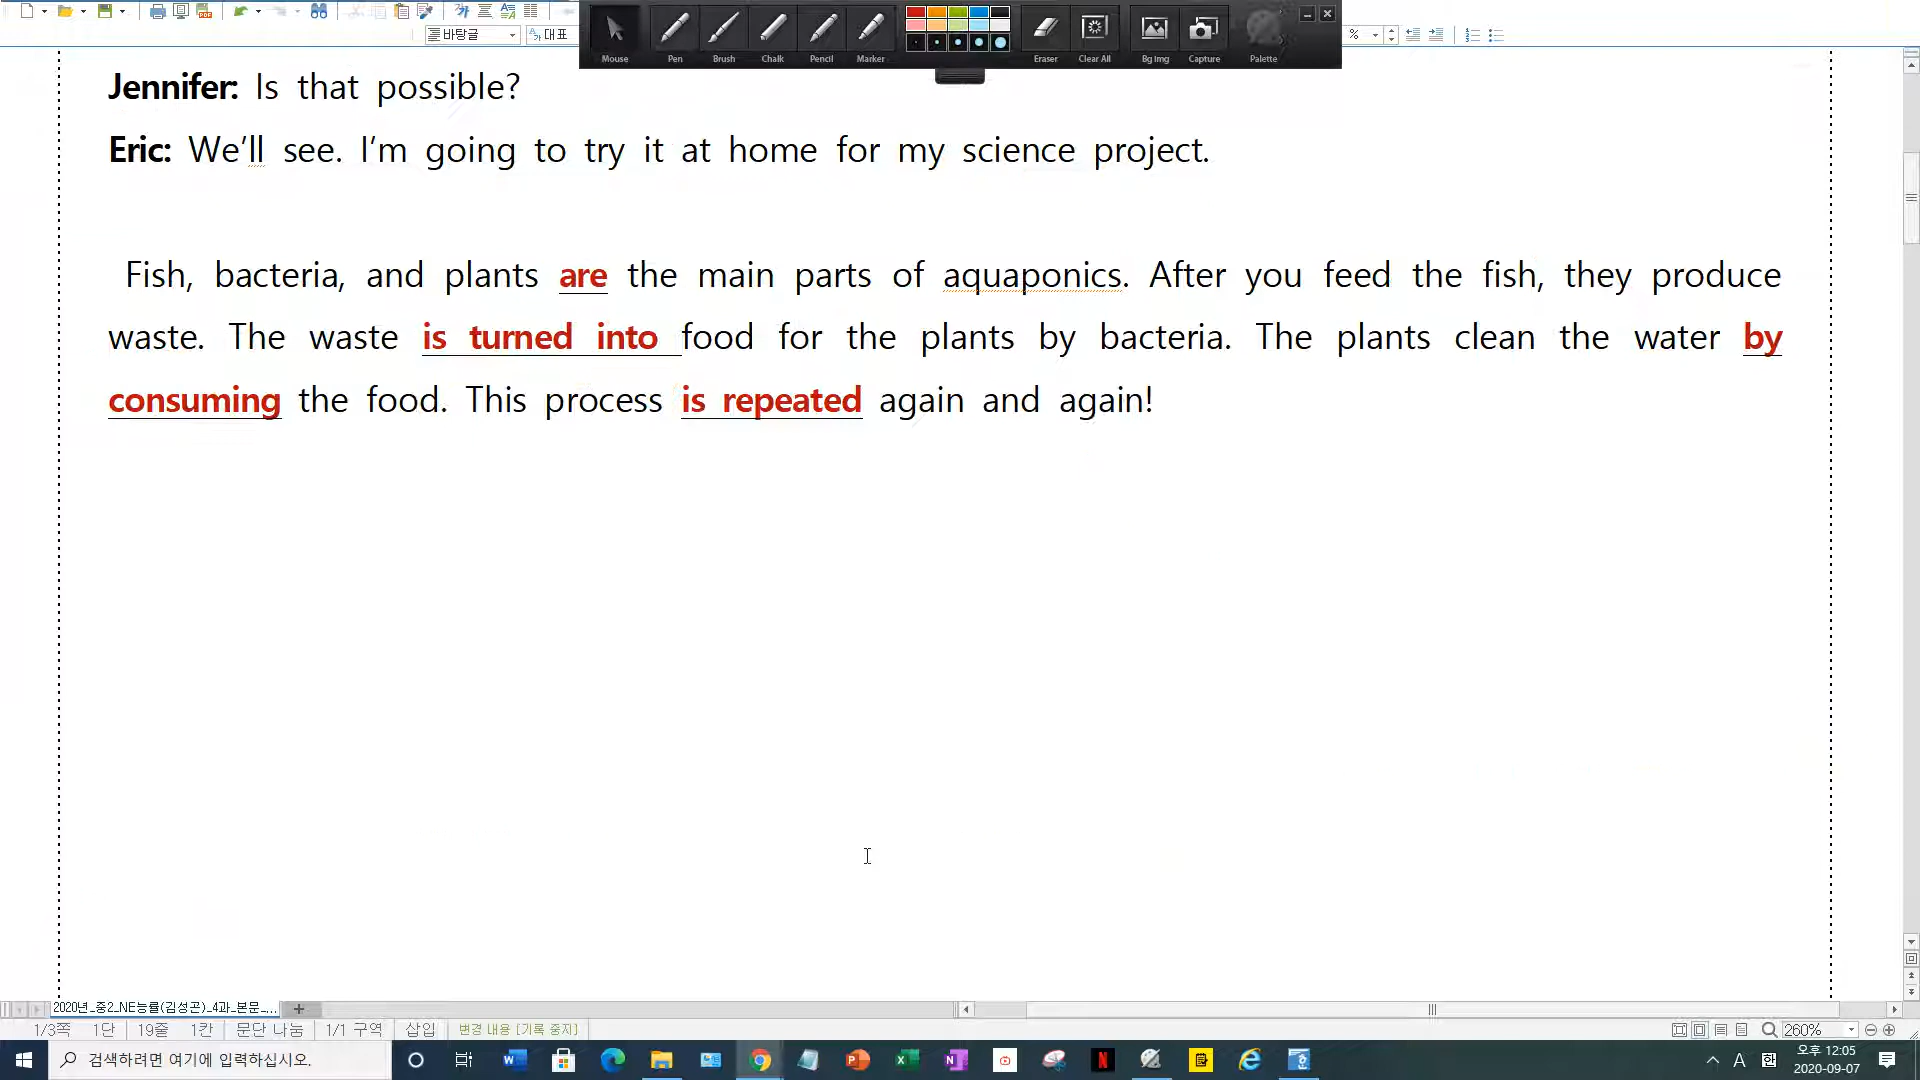 바탕글
대표
Mouse
Pen
Brush
Chalk
Pencil
Marker
Eraser
Clear All
Bg Img
Capture
Palette
%
Jennifer: Is that possible?
Eric: We'll see. I'm going to try it at home for my science project.
Fish, bacteria, and plants are the main parts of aquaponics. After you feed the fish, they produce
waste. The waste is turned into food for the plants by bacteria. The plants clean the water by
consuming the food. This process is repeated again and again!
2020년_중2_NE능률(김성곤)_4과_본문_...
1/3쪽 1단 19줄 1칸 문단 나눔 1/1 구역 삽입 변경 내용 [기록 중지] 260%
검색하려면 여기에 입력하십시오.
A
오후 12:05
2020-09-07